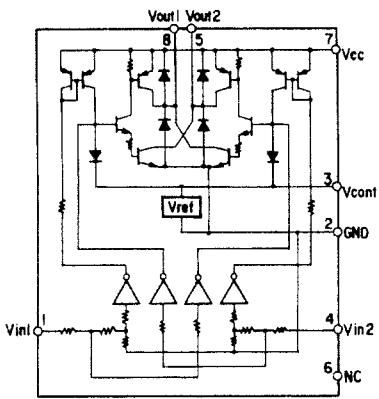 Vout1 Vout2
8 5
7
Vcc
3
Vcont
Vref
2
GND
Vin1 1
4 Vin2
6
NC